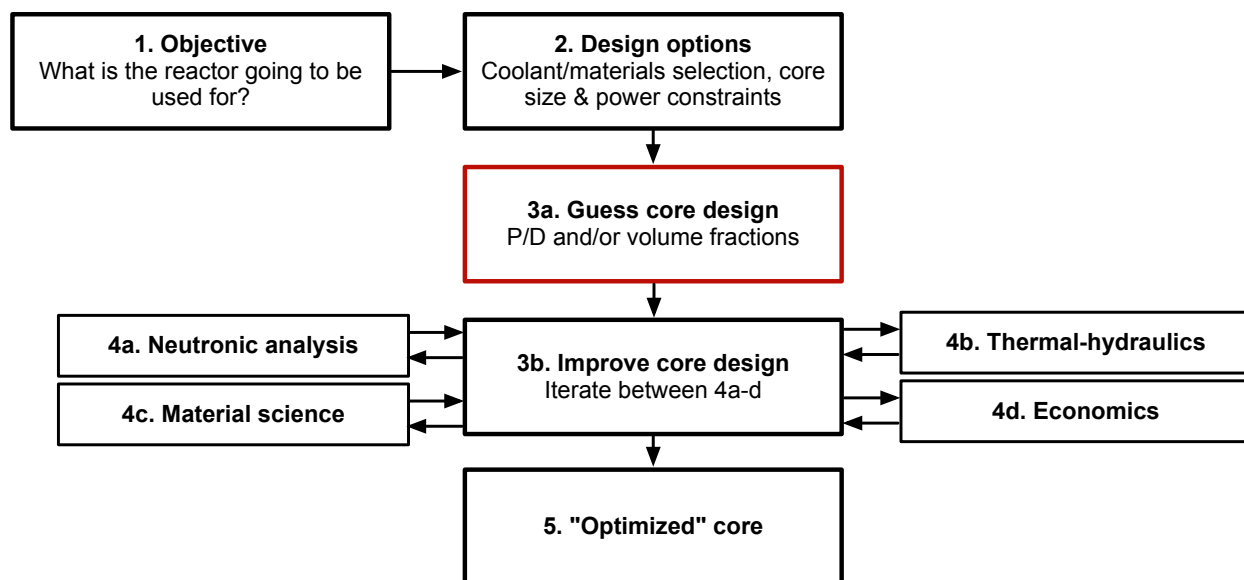 1. Objective
What is the reactor going to be
used for?
2. Design options
Coolant/materials selection, core
size & power constraints
3a. Guess core design
P/D and/or volume fractions
4a. Neutronic analysis
4c. Material science
3b. Improve core design
Iterate between 4a-d
4b. Thermal-hydraulics
4d. Economics
5. "Optimized" core